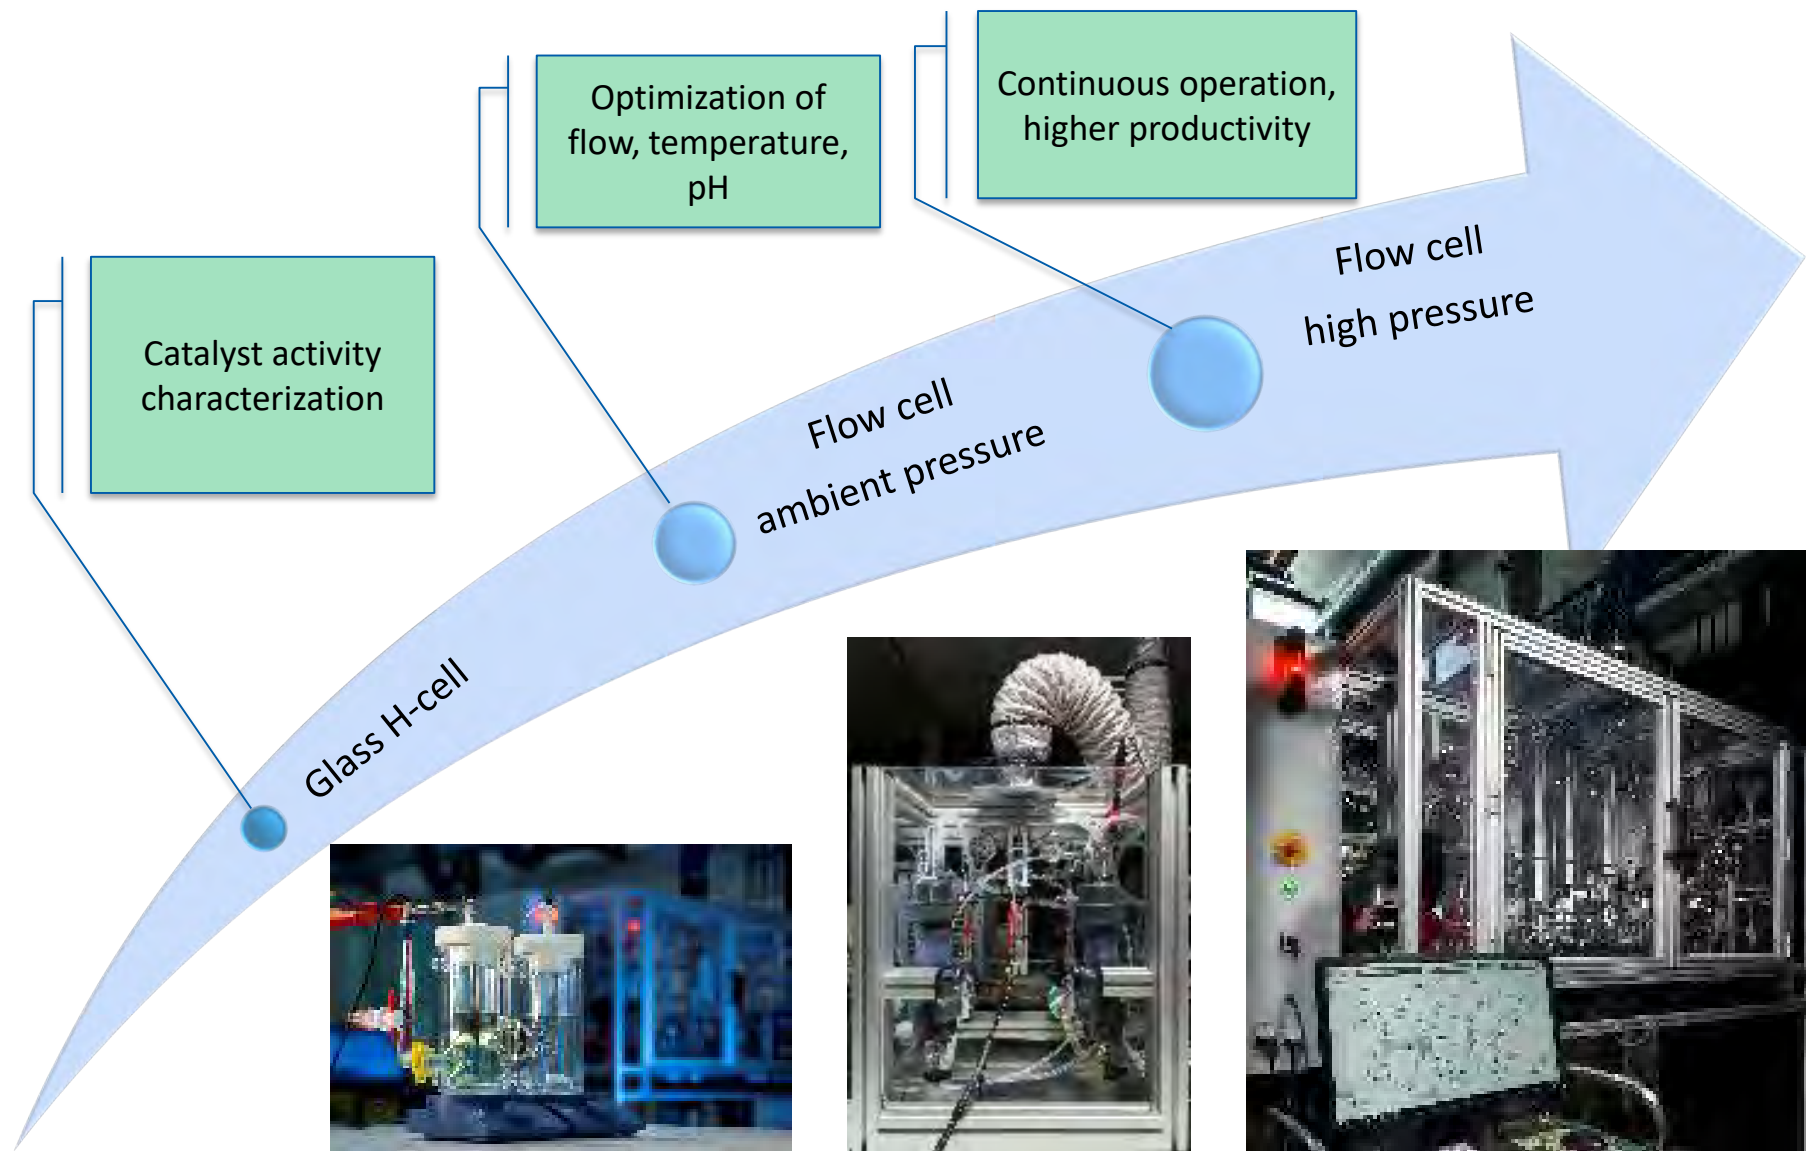 Catalyst activity
characterization
Optimization of
flow, temperature,
pH
Continuous operation,
higher productivity
Glass H-cell
Flow cell
ambient pressure
Flow cell
high pressure